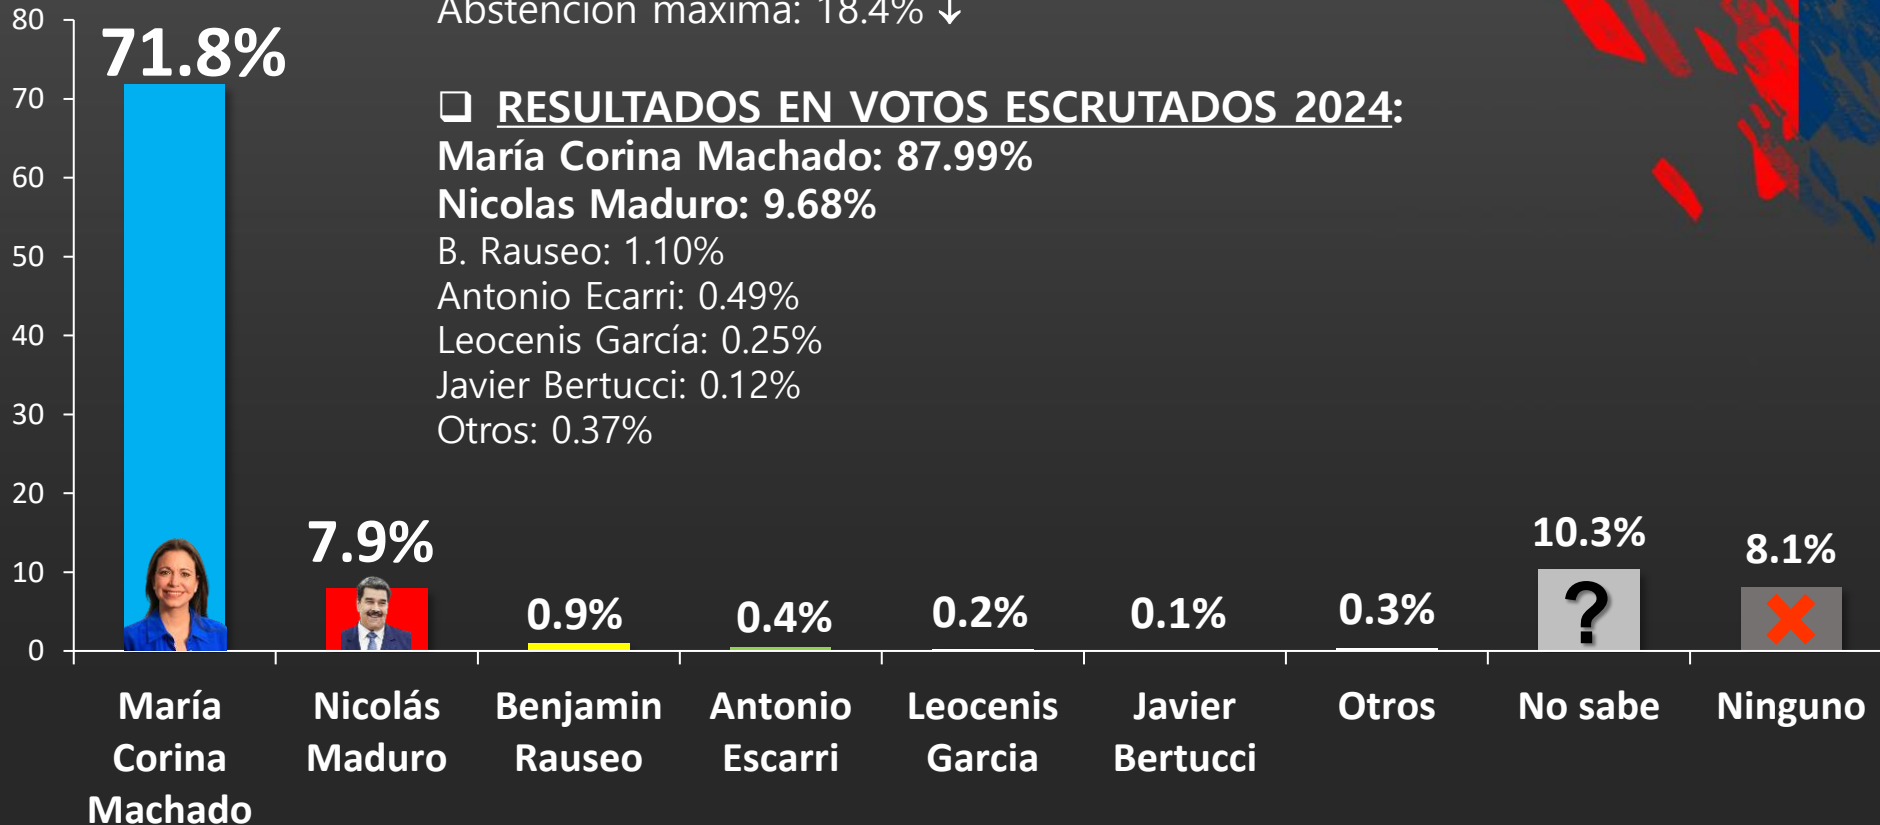 Abstención máxima: 18.4% ↓
RESULTADOS EN VOTOS ESCRUTADOS 2024:
María Corina Machado: 87.99%
Nicolas Maduro: 9.68%
B. Rauseo: 1.10%
Antonio Ecarri: 0.49%
Leocenis García: 0.25%
Javier Bertucci: 0.12%
Otros: 0.37%
80
70
60
50
40
30
20
10
0
71.8%
7.9%
0.9%
0.4%
0.2%
0.1%
0.3%
10.3%
8.1%
?
María
Corina
Machado
Nicolás
Maduro
Benjamin
Rauseo
Antonio
Escarri
Leocenis
Garcia
Javier
Bertucci
Otros
No sabe
Ninguno